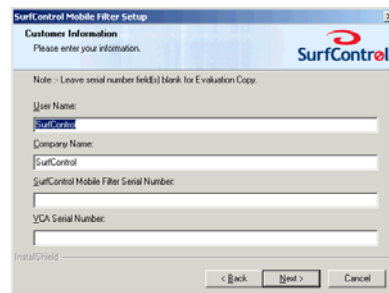 SurfControl Mobile Filter Setup
Customer Information
Please enter your information.
SurfControl
Note :- Leave serial number field(s) blank for Evaluation Copy.
User Name:
SurfControl
Company Name:
SurfControl
SurfControl Mobile Filter Serial Number:
VCA Serial Number:
InstallShield
< Back
Next >
Cancel